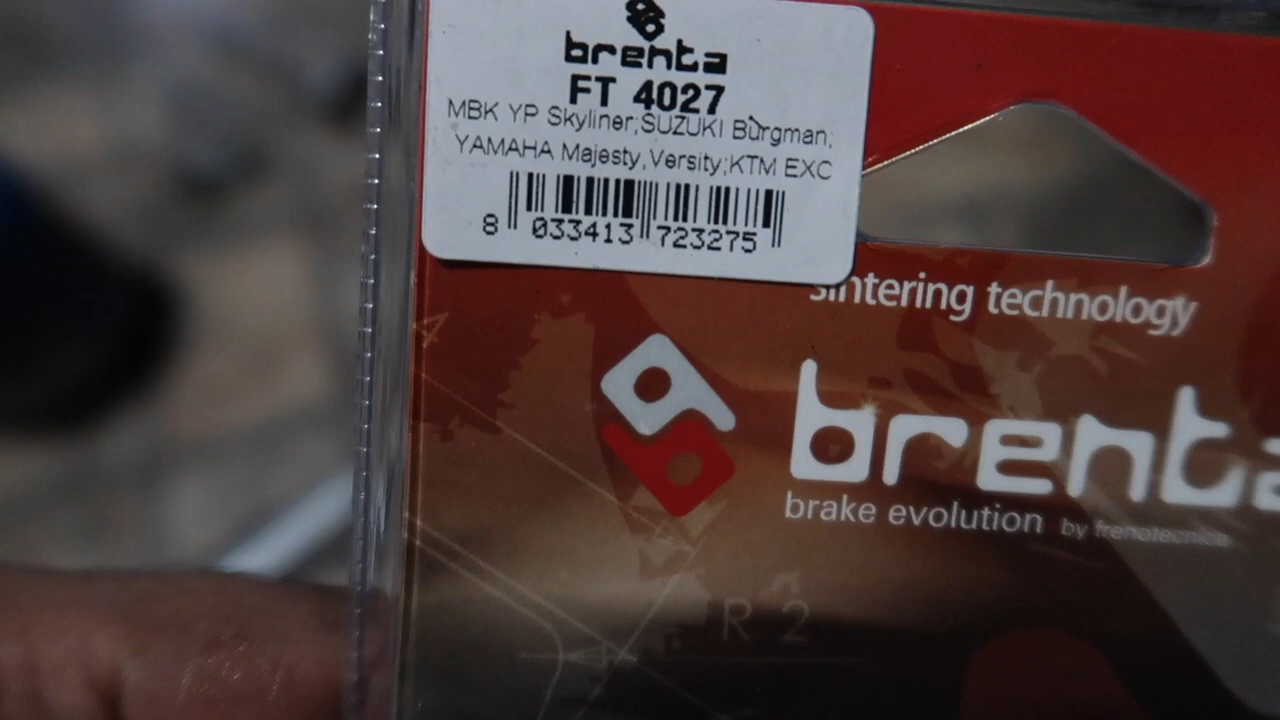 brenta
FT 4027
MBK YP Skyliner;SUZUKI Burgman;
YAMAHA Majesty,Versity;KTM EXC
8 033413 723275
sintering technology
brenta
brake evolution by frenotecnica
R 2